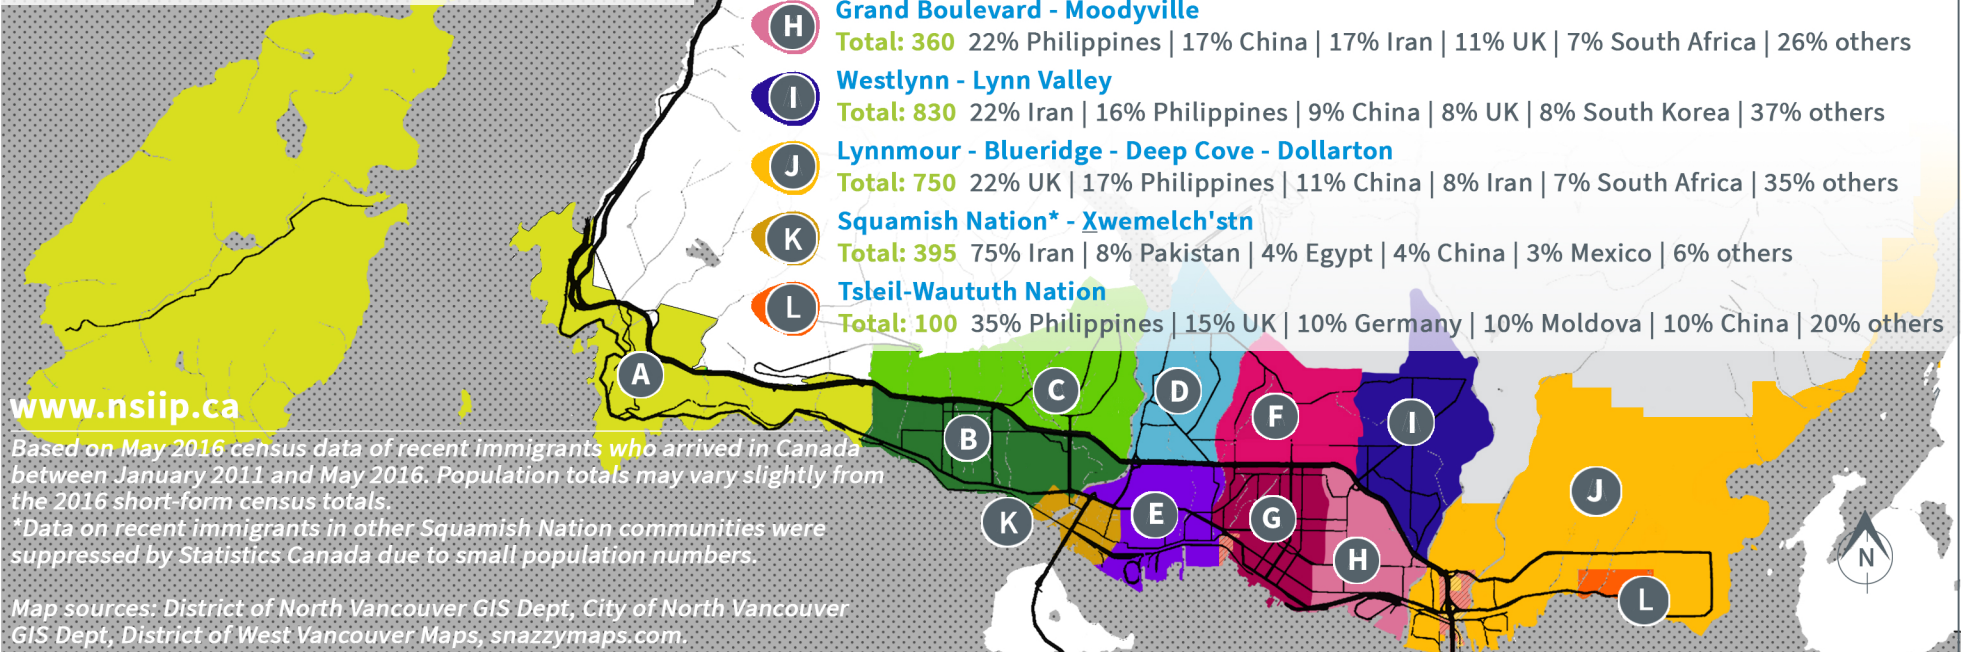 H
Grand Boulevard - Moodyville
Total: 360 22% Philippines | 17% China | 17% Iran | 11% UK | 7% South Africa | 26% others
I
Westlynn - Lynn Valley
Total: 830 22% Iran | 16% Philippines | 9% China | 8% UK | 8% South Korea | 37% others
J
Lynnmour - Blueridge - Deep Cove - Dollarton
Total: 750 22% UK | 17% Philippines | 11% China | 8% Iran | 7% South Africa | 35% others
K
Squamish Nation* - Xwemelch'stn
Total: 395 75% Iran | 8% Pakistan | 4% Egypt | 4% China | 3% Mexico | 6% others
L
Tsleil-Waututh Nation
Total: 100 35% Philippines | 15% UK | 10% Germany | 10% Moldova | 10% China | 20% others
A
C
D
F
I
B
J
K
E
G
H
L
N
www.nsiip.ca
Based on May 2016 census data of recent immigrants who arrived in Canada
between January 2011 and May 2016. Population totals may vary slightly from
the 2016 short-form census totals.
*Data on recent immigrants in other Squamish Nation communities were
suppressed by Statistics Canada due to small population numbers.
Map sources: District of North Vancouver GIS Dept, City of North Vancouver
GIS Dept, District of West Vancouver Maps, snazzymaps.com.